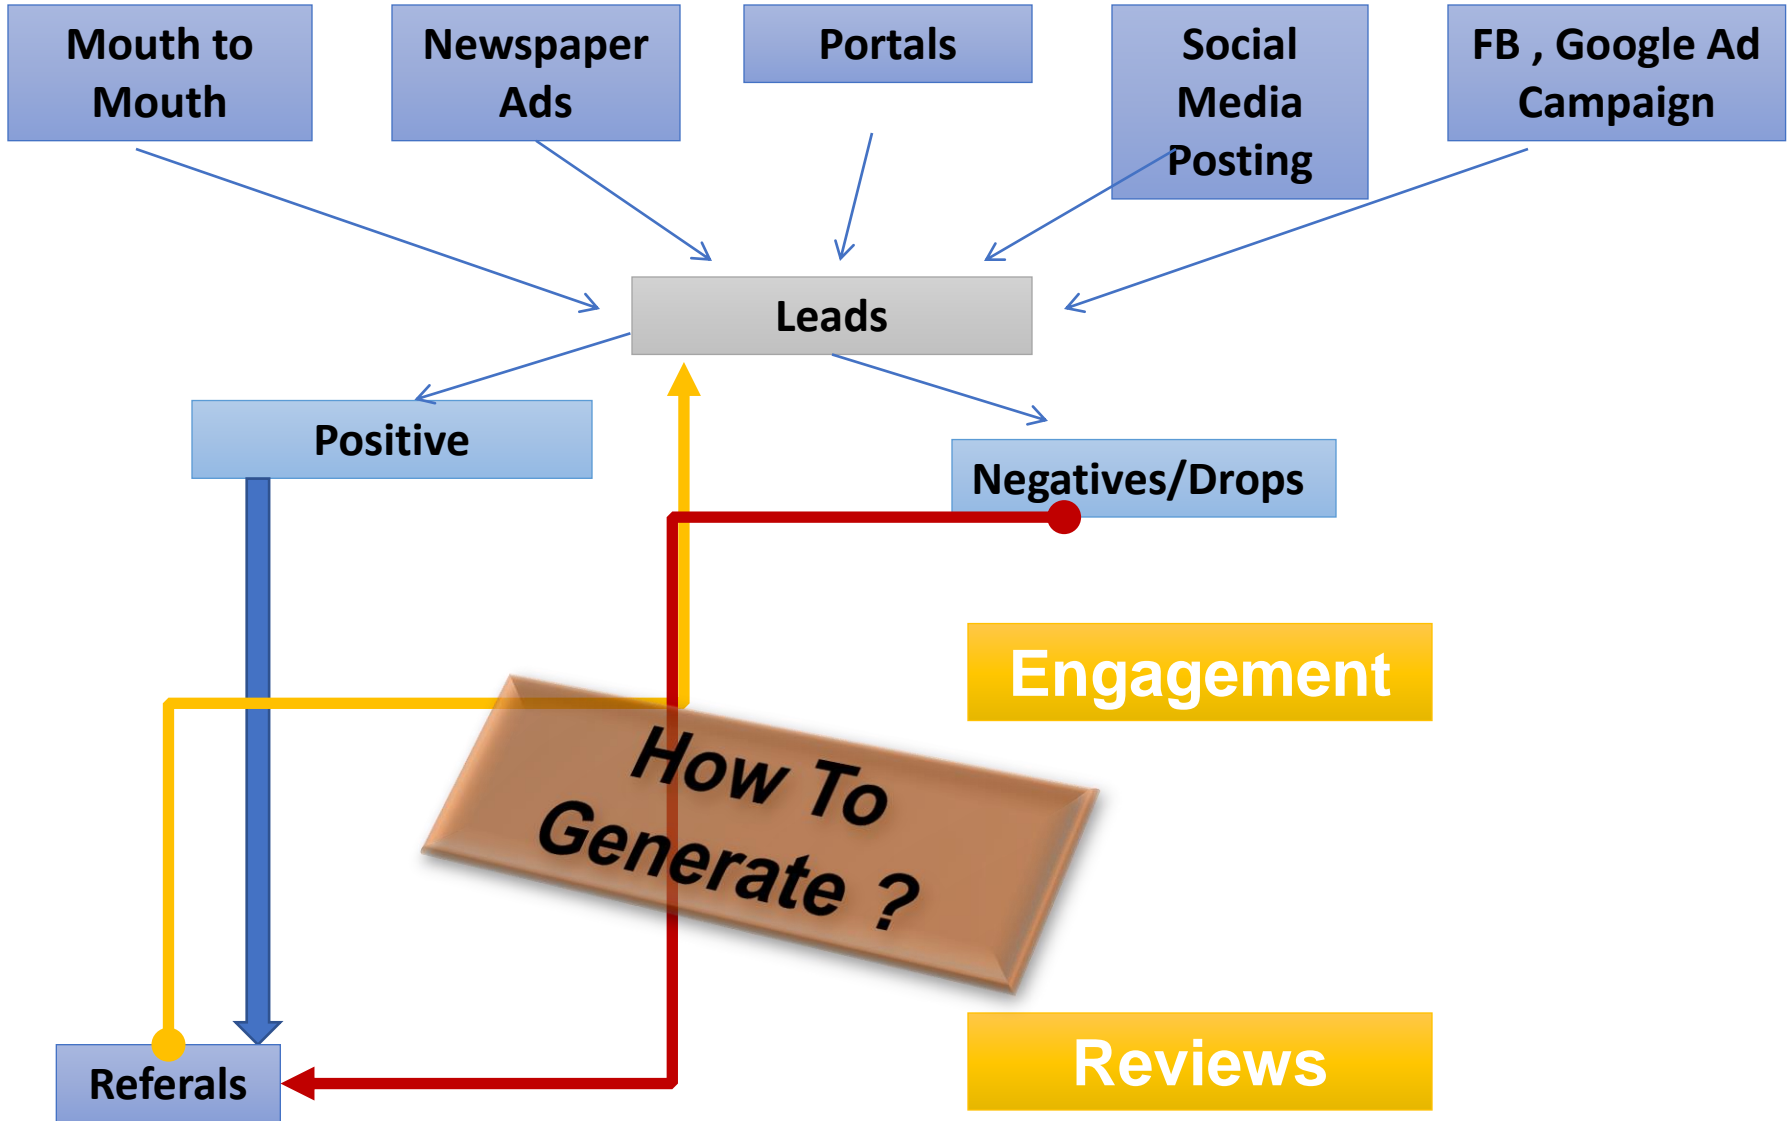 Mouth to
Mouth
Newspaper
Ads
Portals
Social
Media
Posting
FB , Google Ad
Campaign
Leads
Positive
Negatives/Drops
Engagement
How To
Generate ?
Reviews
Referals